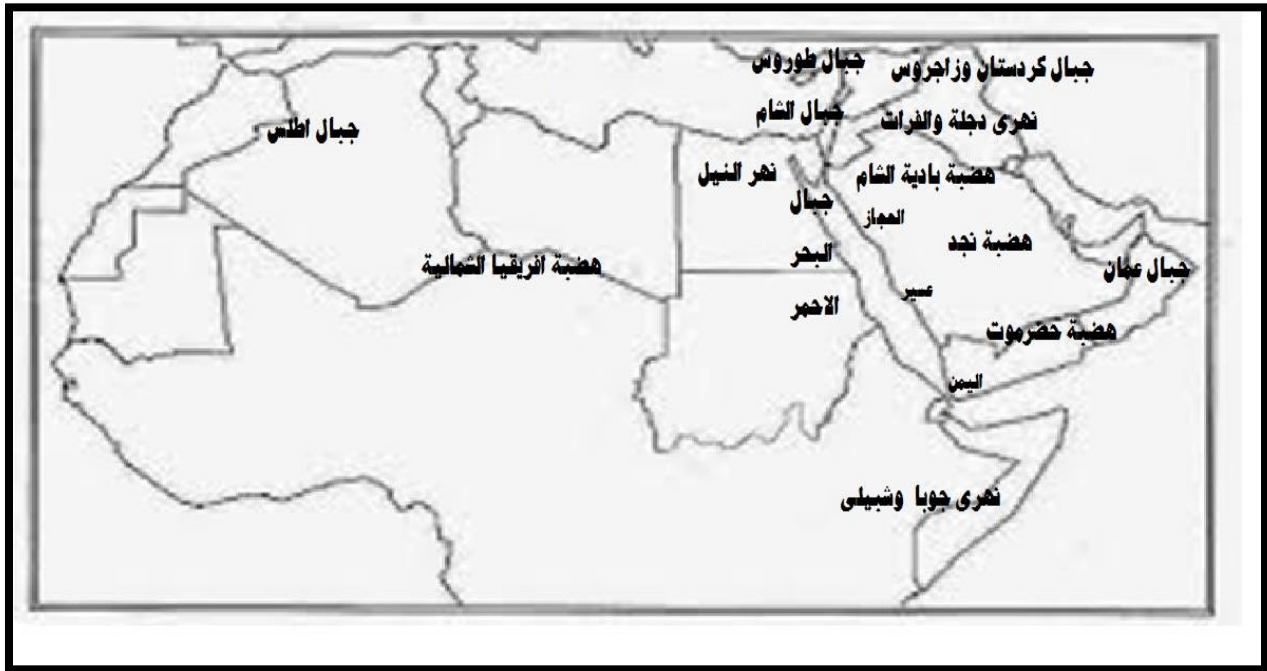 جبال طوروس
جبال كردستان وزاجروس
جبال الشام
نهرى دجلة والفرات
جبال اطلس
نهر النيل
هضبة بادية الشام
جبال
الحجاز
البحر
هضبة نجد
هضبة افريقيا الشمالية
جبال عمان
عسير
الاحمر
هضبة حضرموت
اليمن
نهرى جوبا وشبيلى